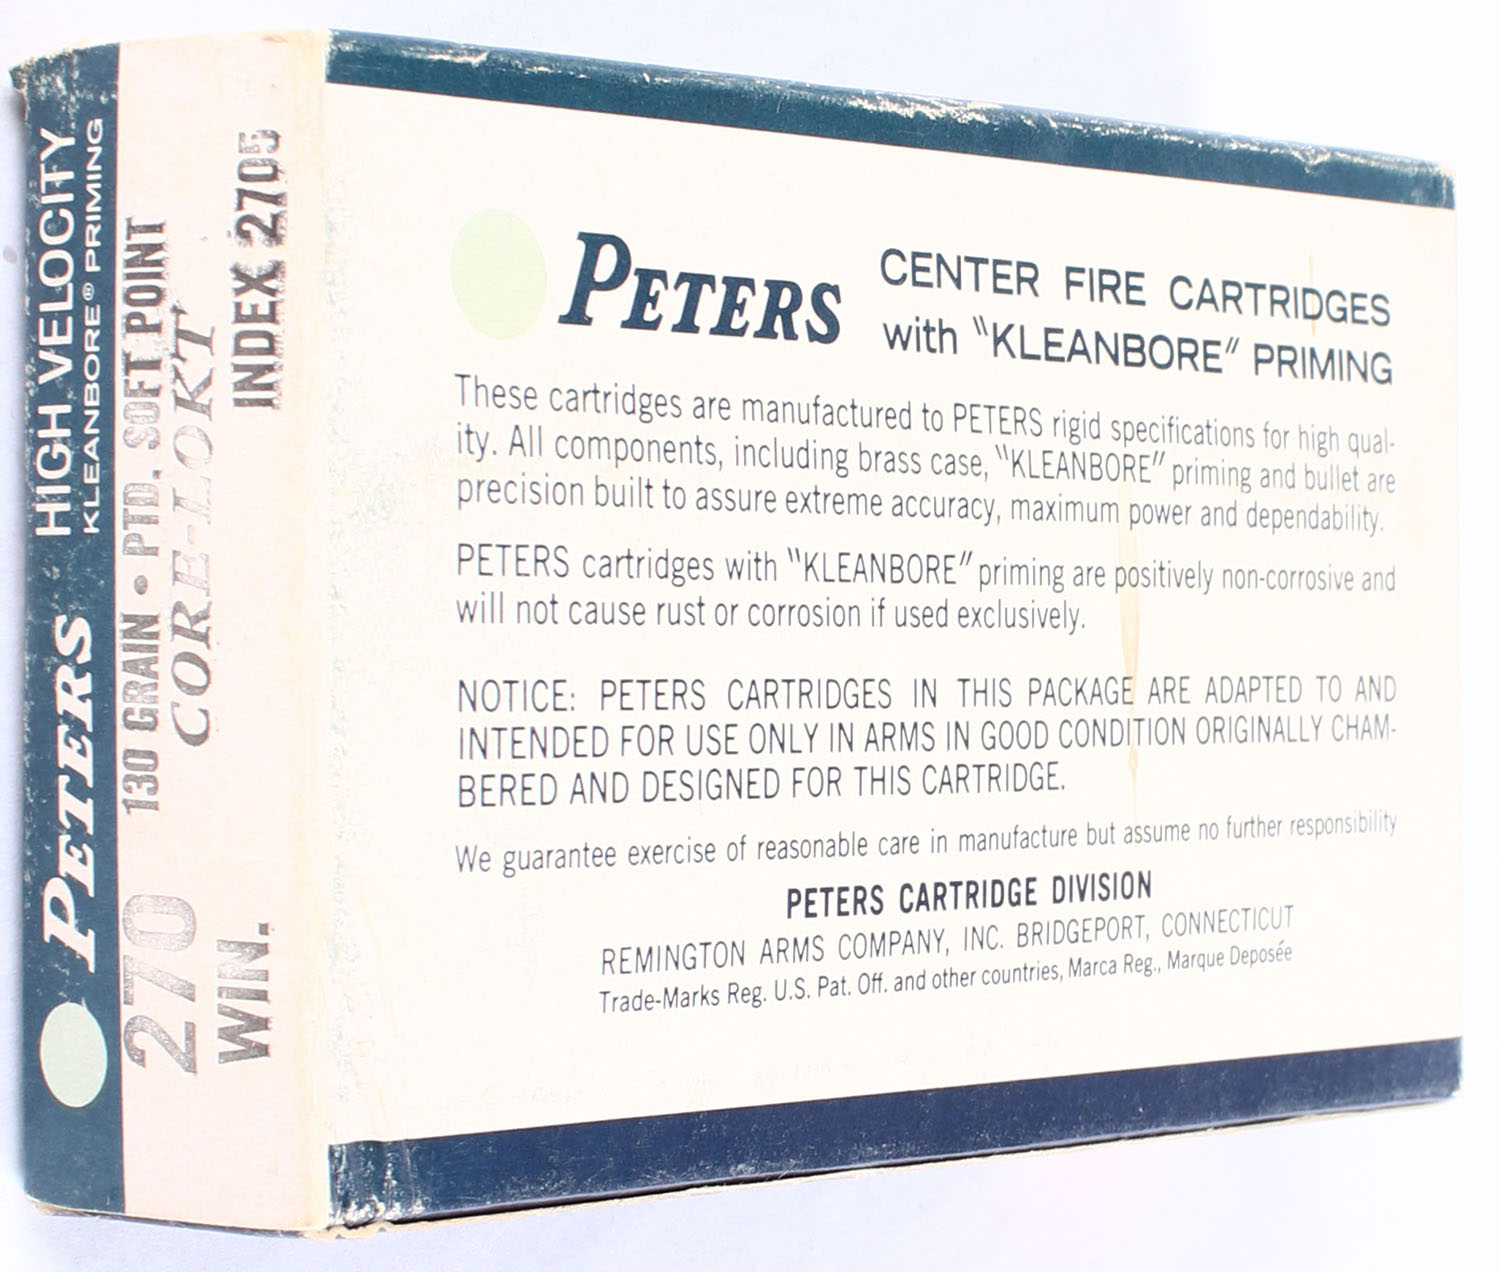 PETERS HIGH VELOCITY
KLEANBORE® PRIMING
270 130 GRAIN • PTD. SOFT POINT
CORE-LOKT
WIN. INDEX 2705
PETERS
CENTER FIRE CARTRIDGES
with "KLEANBORE" PRIMING
These cartridges are manufactured to PETERS rigid specifications for high qual-
ity. All components, including brass case, "KLEANBORE" priming and bullet are
precision built to assure extreme accuracy, maximum power and dependability.
PETERS cartridges with "KLEANBORE" priming are positively non-corrosive and
will not cause rust or corrosion if used exclusively.
NOTICE: PETERS CARTRIDGES IN THIS PACKAGE ARE ADAPTED TO AND
INTENDED FOR USE ONLY IN ARMS IN GOOD CONDITION ORIGINALLY CHAM-
BERED AND DESIGNED FOR THIS CARTRIDGE.
We guarantee exercise of reasonable care in manufacture but assume no further responsibility
PETERS CARTRIDGE DIVISION
REMINGTON ARMS COMPANY, INC. BRIDGEPORT, CONNECTICUT
Trade-Marks Reg. U.S. Pat. Off. and other countries, Marca Reg., Marque Deposée